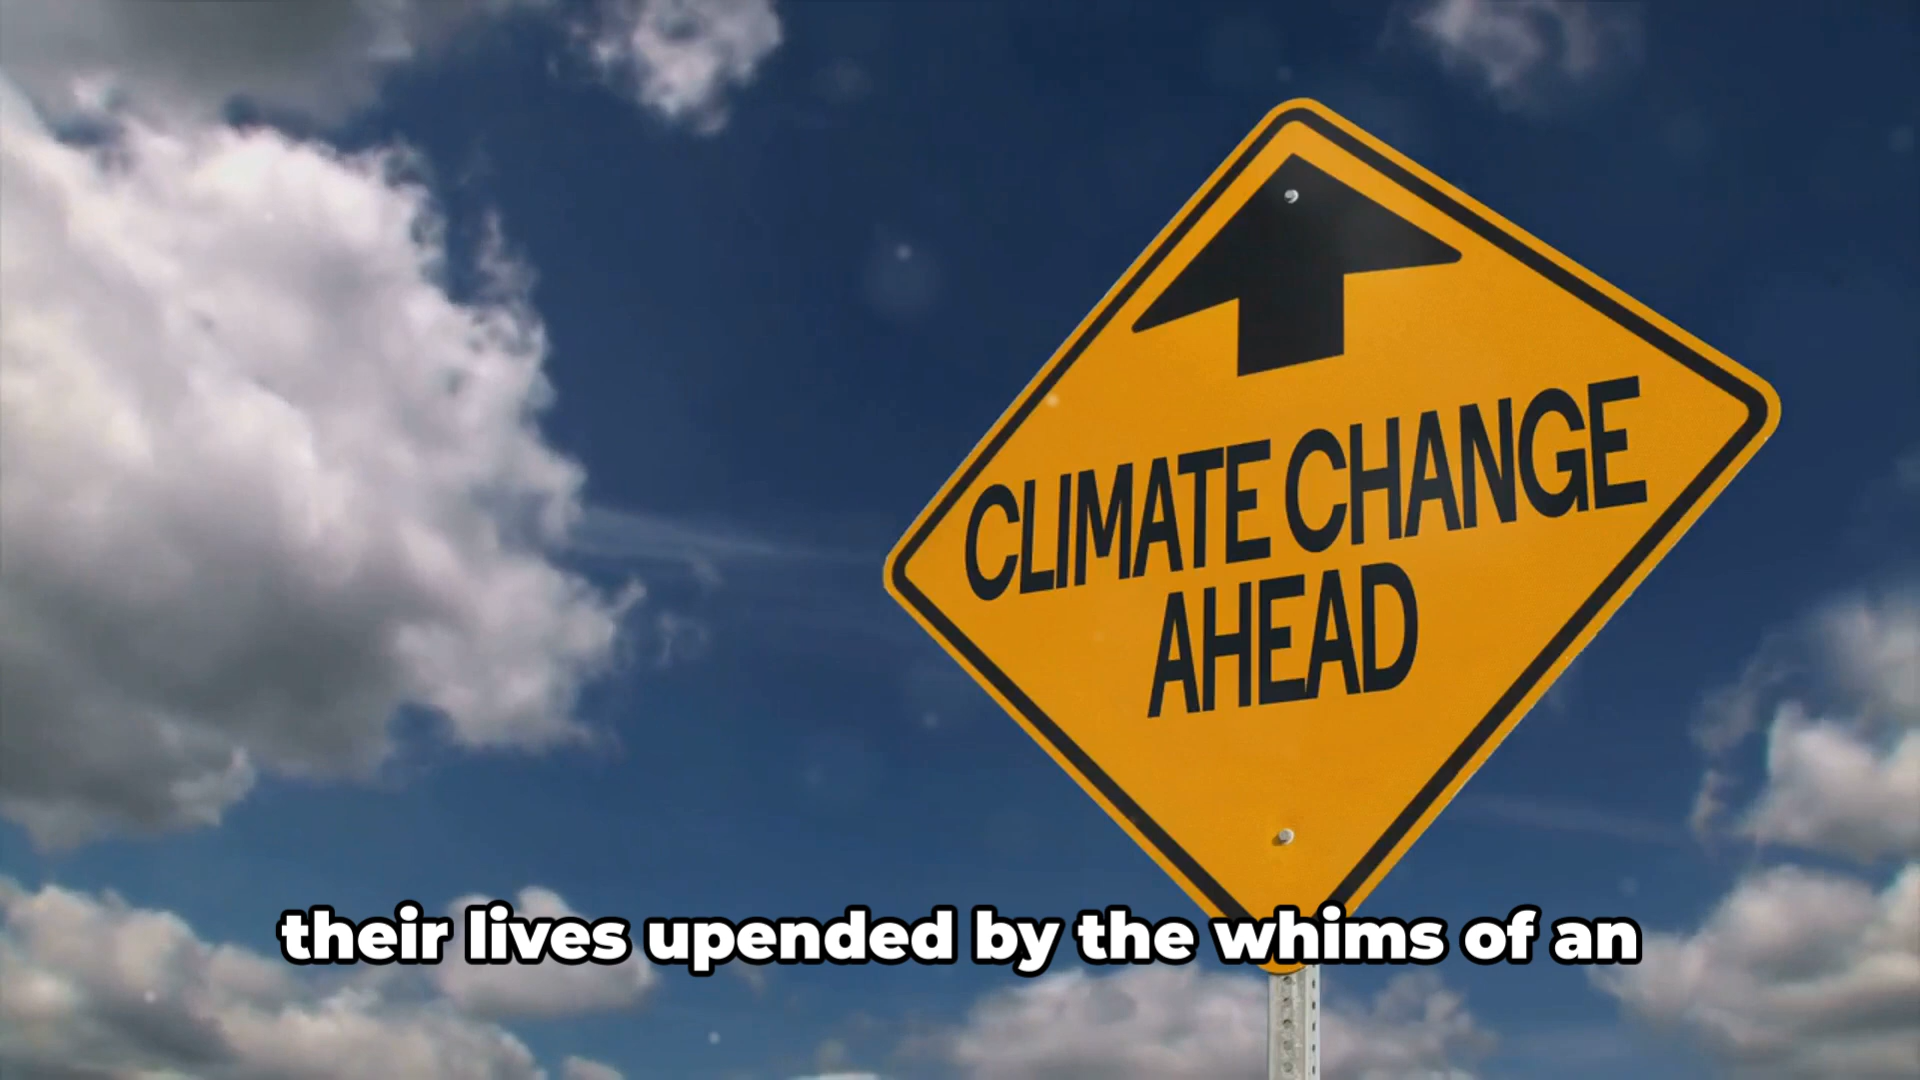 CLIMATE CHANGE
AHEAD
their lives upended by the whims of an